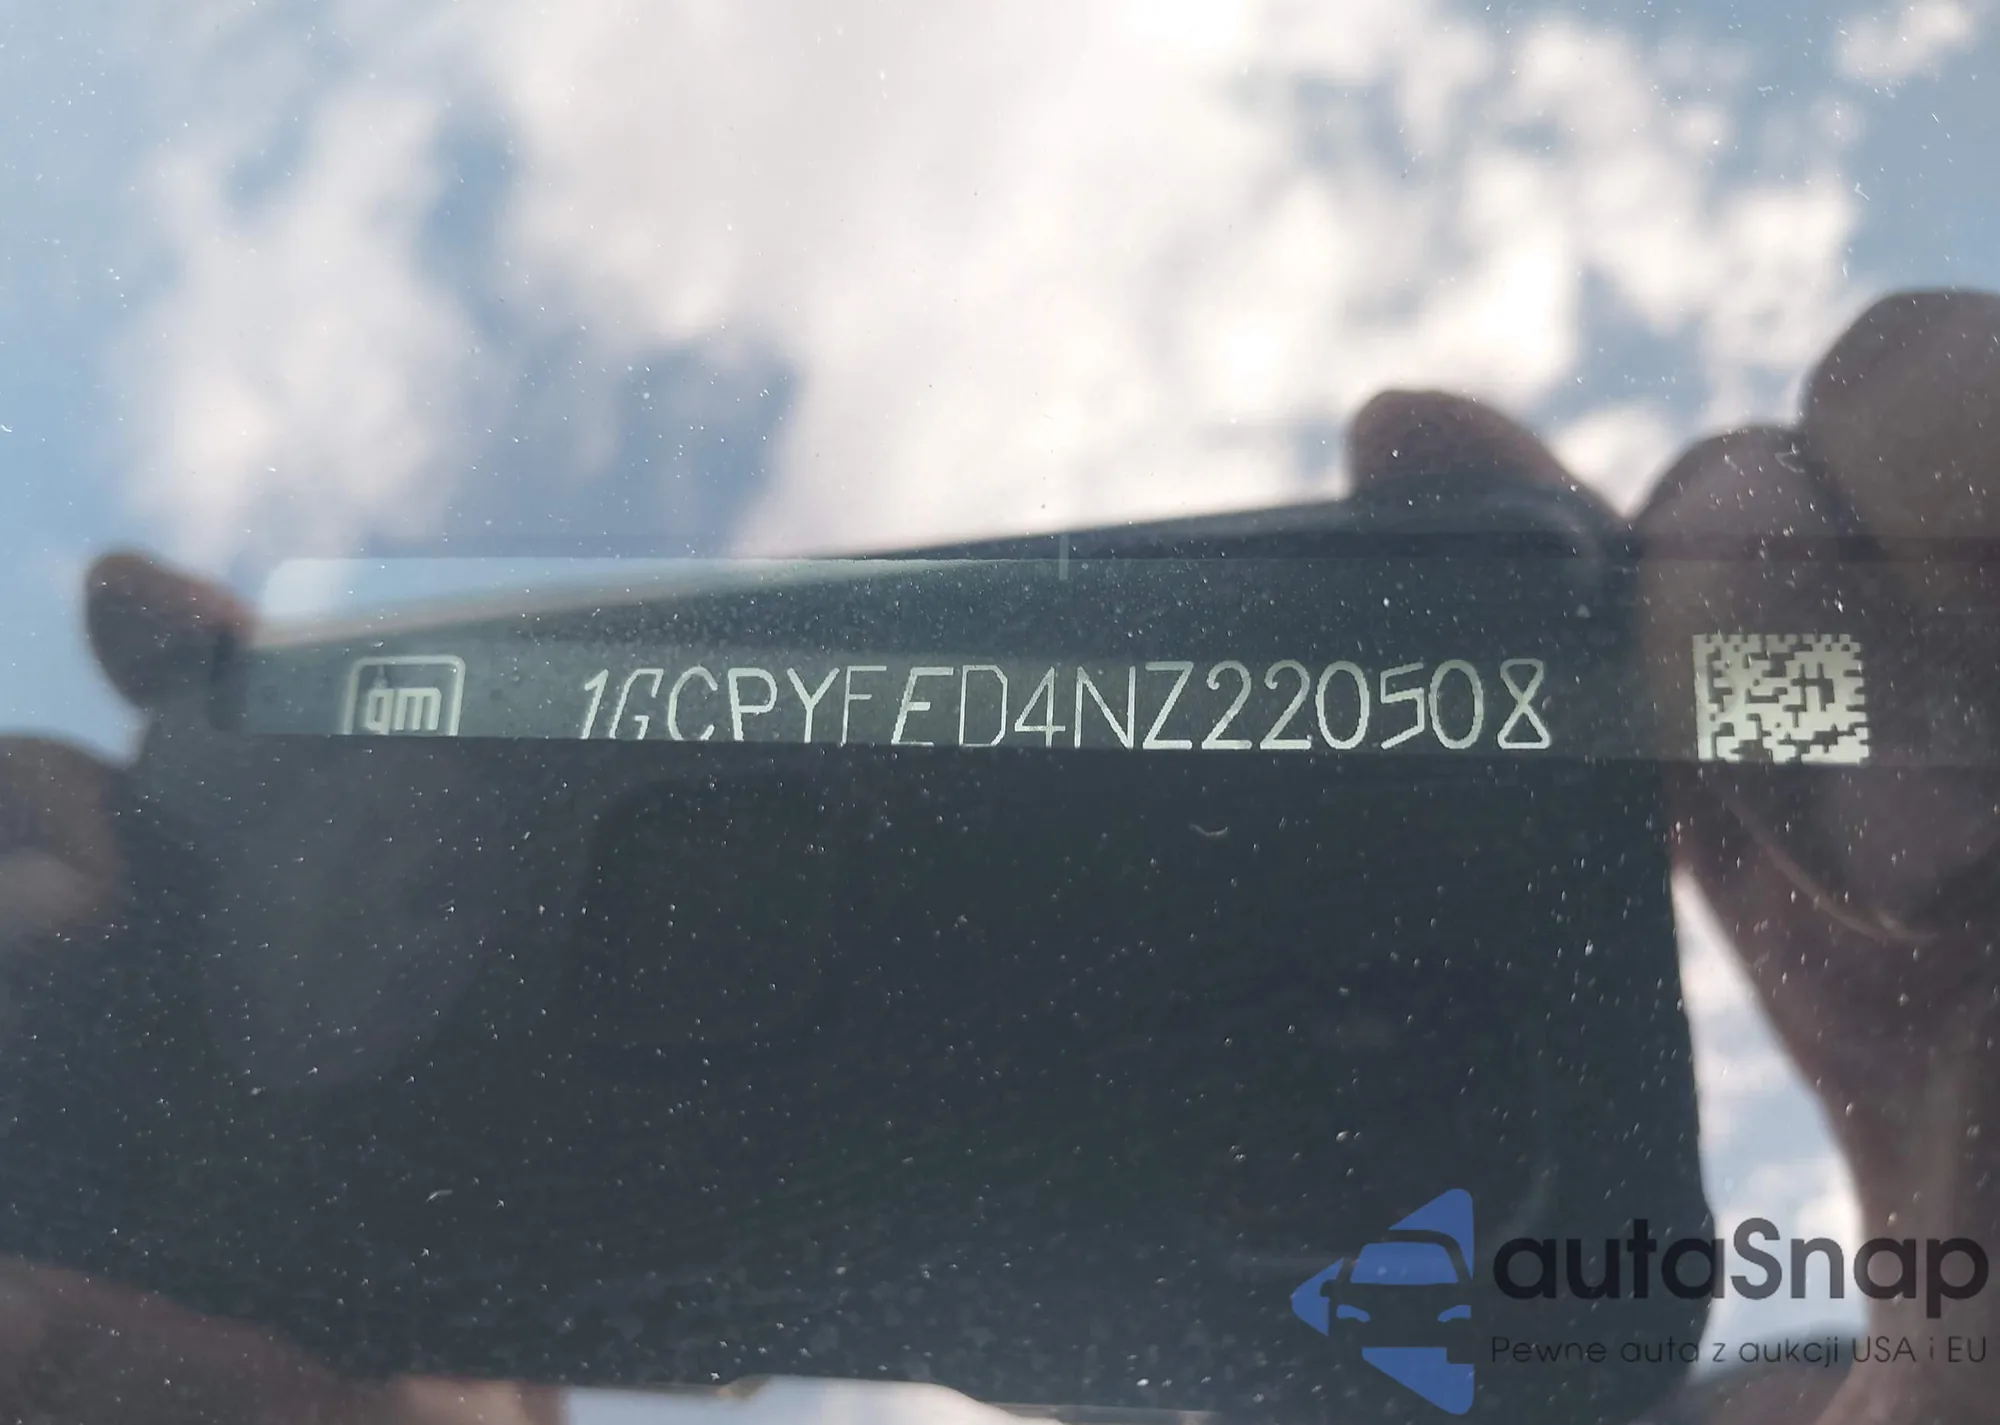 gm 1GCPYFED4NZ220508
autaSnap
Pewne auta z aukcji USA i EU